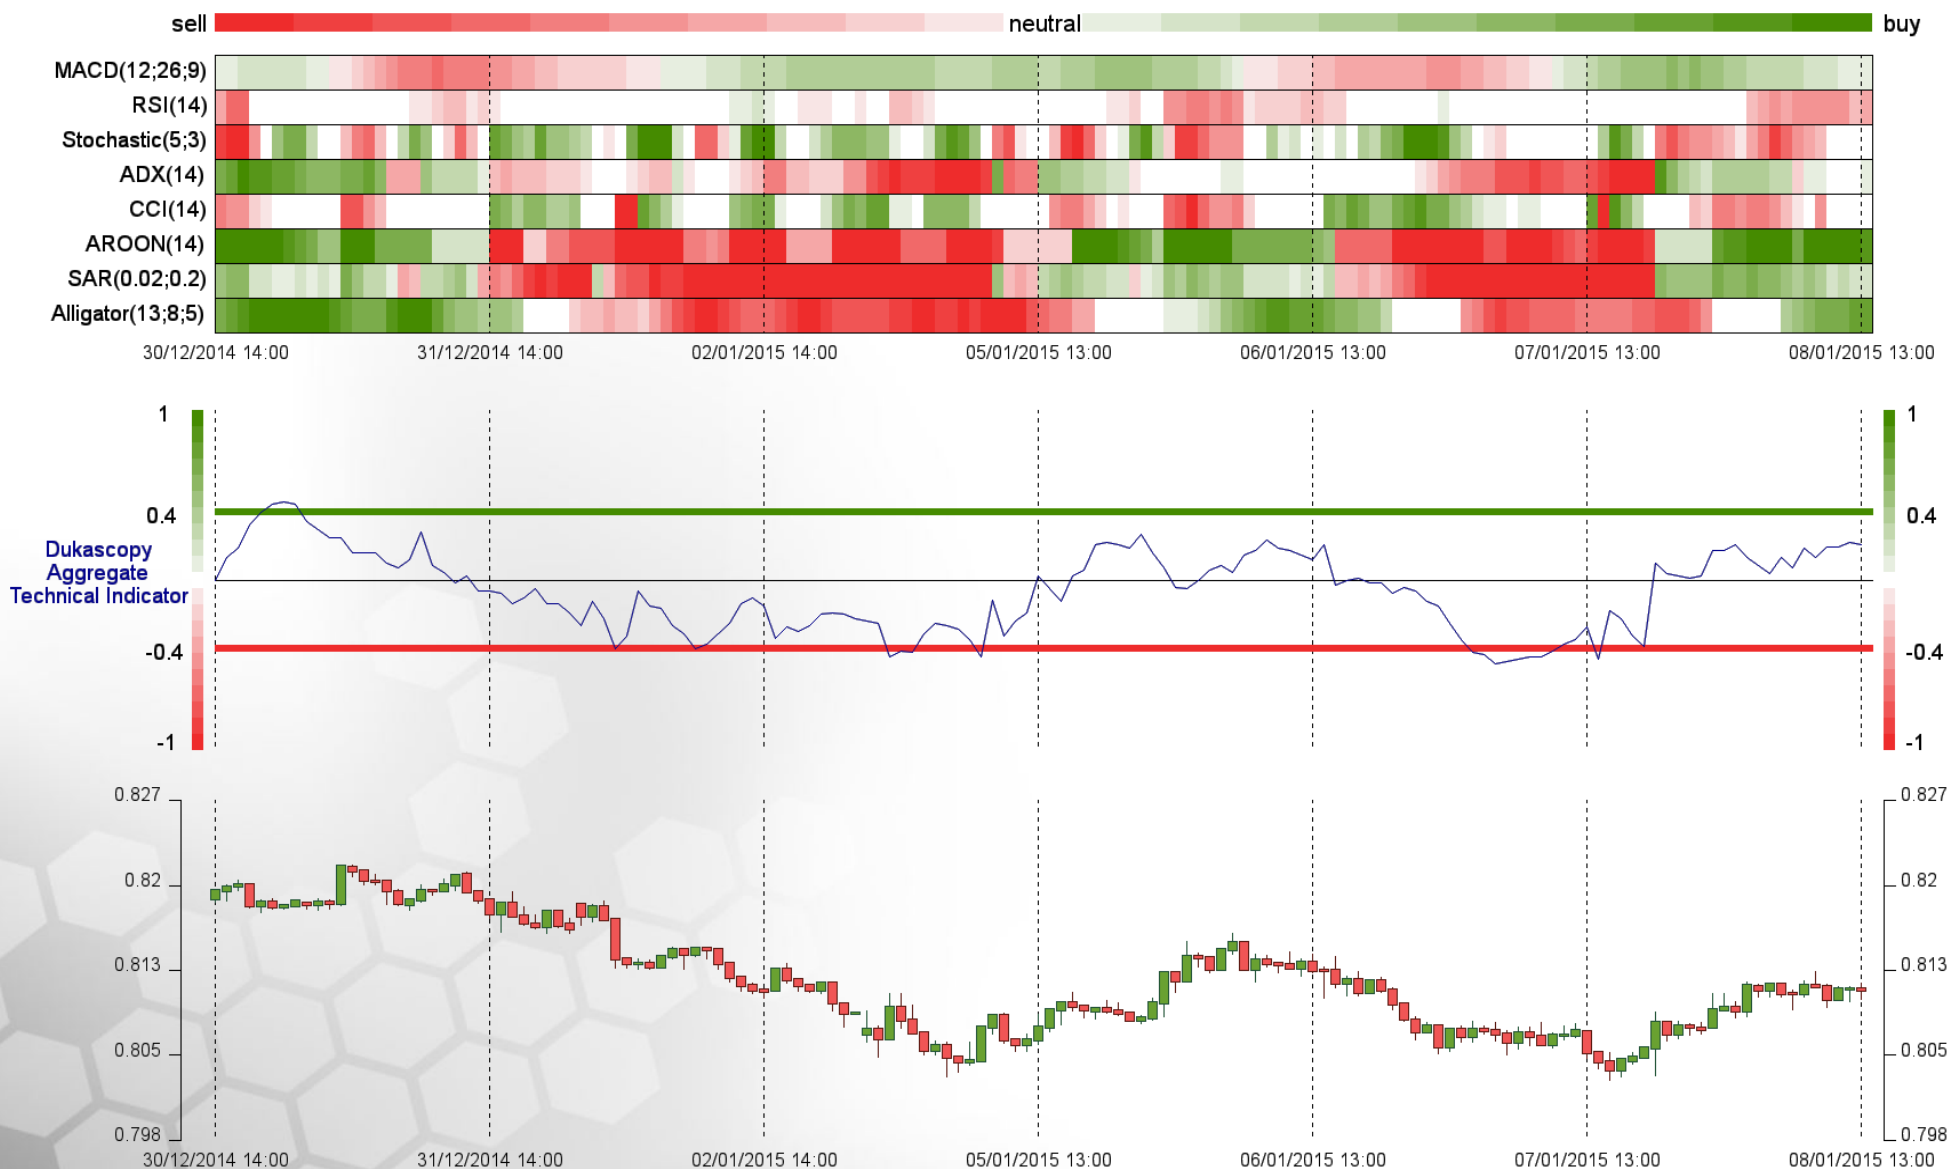 sell neutral buy
MACD(12;26;9)
RSI(14)
Stochastic(5;3)
ADX(14)
CCI(14)
AROON(14)
SAR(0.02;0.2)
Alligator(13;8;5)
30/12/2014 14:00 31/12/2014 14:00 02/01/2015 14:00 05/01/2015 13:00 06/01/2015 13:00 07/01/2015 13:00 08/01/2015 13:00
1 1
0.4 0.4
Dukascopy
Aggregate
Technical Indicator
-0.4 -0.4
-1 -1
0.827 0.827
0.82 0.82
0.813 0.813
0.805 0.805
0.798 0.798
30/12/2014 14:00 31/12/2014 14:00 02/01/2015 14:00 05/01/2015 13:00 06/01/2015 13:00 07/01/2015 13:00 08/01/2015 13:00